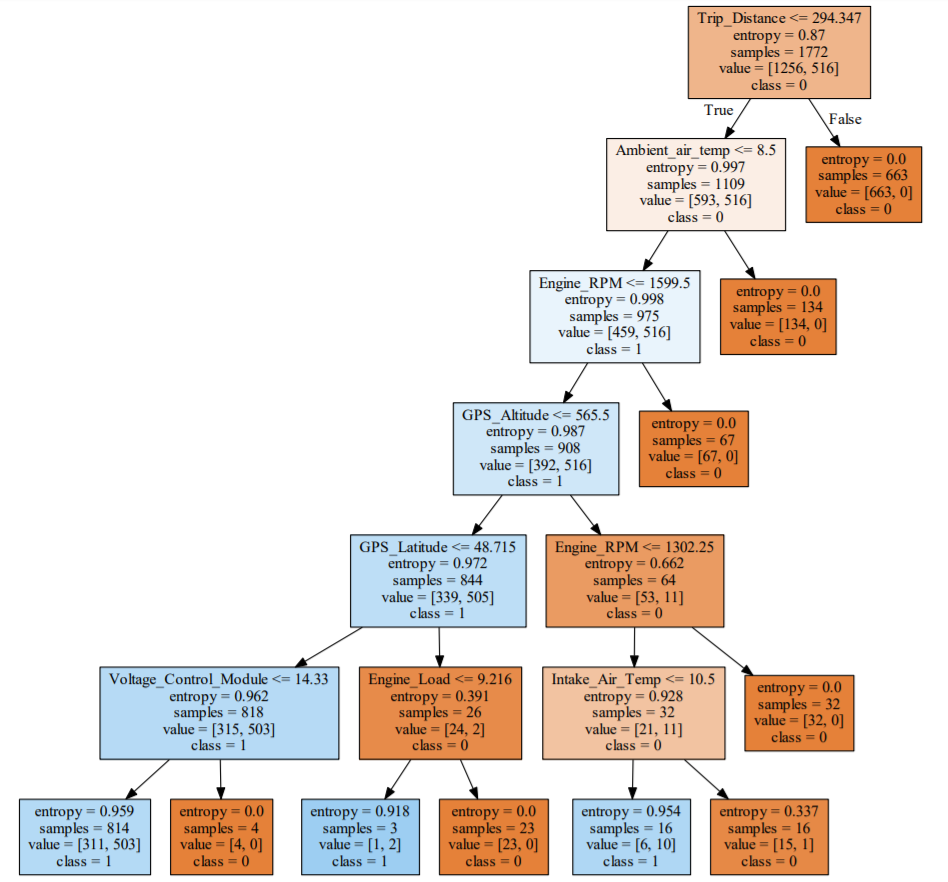 Trip_Distance <= 294.347
entropy = 0.87
samples = 1772
value = [1256, 516]
class = 0
True
False
Ambient_air_temp <= 8.5
entropy = 0.997
samples = 1109
value = [593, 516]
class = 0
entropy = 0.0
samples = 663
value = [663, 0]
class = 0
Engine_RPM <= 1599.5
entropy = 0.998
samples = 975
value = [459, 516]
class = 1
entropy = 0.0
samples = 134
value = [134, 0]
class = 0
GPS_Altitude <= 565.5
entropy = 0.987
samples = 908
value = [392, 516]
class = 1
entropy = 0.0
samples = 67
value = [67, 0]
class = 0
GPS_Latitude <= 48.715
entropy = 0.972
samples = 844
value = [339, 505]
class = 1
Engine_RPM <= 1302.25
entropy = 0.662
samples = 64
value = [53, 11]
class = 0
Voltage_Control_Module <= 14.33
entropy = 0.962
samples = 818
value = [315, 503]
class = 1
Engine_Load <= 9.216
entropy = 0.391
samples = 26
value = [24, 2]
class = 0
Intake_Air_Temp <= 10.5
entropy = 0.928
samples = 32
value = [21, 11]
class = 0
entropy = 0.0
samples = 32
value = [32, 0]
class = 0
entropy = 0.959
samples = 814
value = [311, 503]
class = 1
entropy = 0.0
samples = 4
value = [4, 0]
class = 0
entropy = 0.918
samples = 3
value = [1, 2]
class = 1
entropy = 0.0
samples = 23
value = [23, 0]
class = 0
entropy = 0.954
samples = 16
value = [6, 10]
class = 1
entropy = 0.337
samples = 16
value = [15, 1]
class = 0